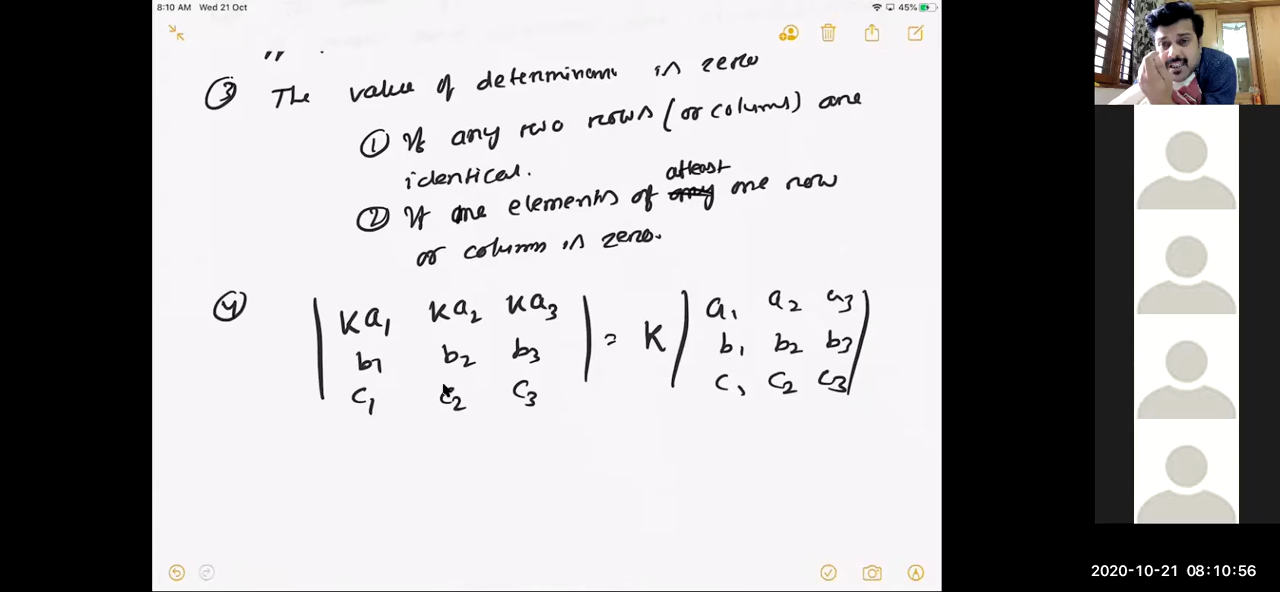 8:10 AM Wed 21 Oct
45%
③ The value of determinant is zero
① If any two rows (or columns) are
identical.
② If the elements of atleast any one row
or column is zero.
④ | Ka₁ Ka₂ Ka₃ | = K | a₁ a₂ a₃ |
b₁ b₂ b₃ b₁ b₂ b₃
c₁ c₂ c₃ c₁ c₂ c₃
2020-10-21 08:10:56